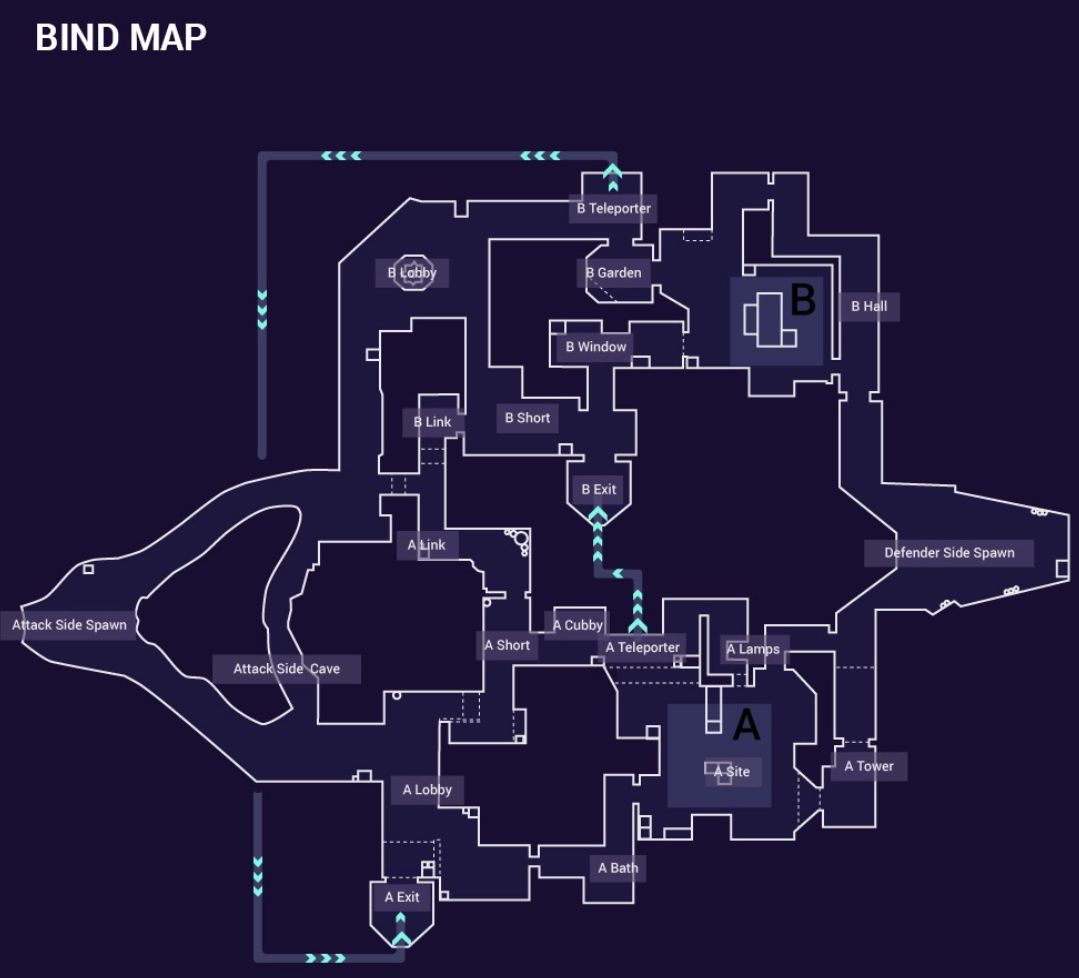 BIND MAP
B Teleporter
B Lobby
B Garden
B
B Hall
B Window
B Link
B Short
B Exit
A Link
Defender Side Spawn
Attack Side Spawn
A Cubby
A Short
A Teleporter
A Lamps
Attack Side Cave
A
A Site
A Tower
A Lobby
A Bath
A Exit